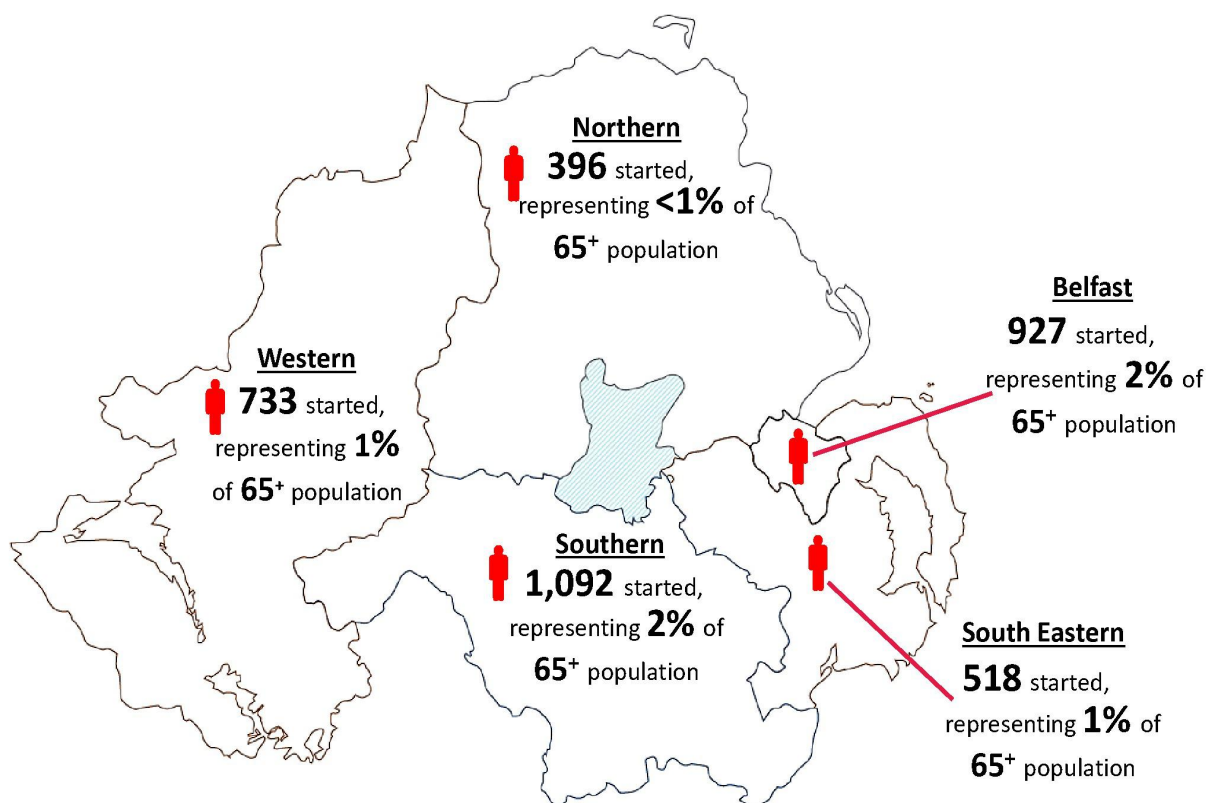 Northern
396 started,
representing <1% of
65+ population
Belfast
927 started,
representing 2% of
65+ population
Western
733 started,
representing 1%
of 65+ population
Southern
1,092 started,
representing 2% of
65+ population
South Eastern
518 started,
representing 1% of
65+ population